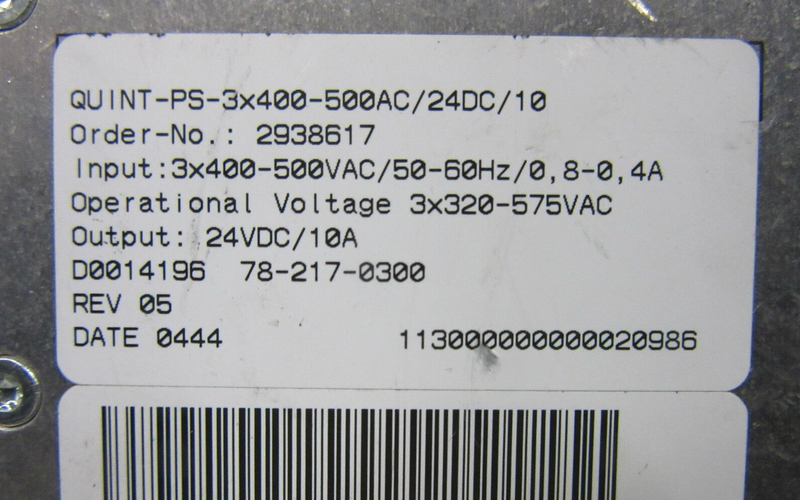 QUINT-PS-3x400-500AC/24DC/10
Order-No.: 2938617
Input:3x400-500VAC/50-60Hz/0,8-0,4A
Operational Voltage 3x320-575VAC
Output: 24VDC/10A
D0014196 78-217-0300
REV 05
DATE 0444 1130000000000020986